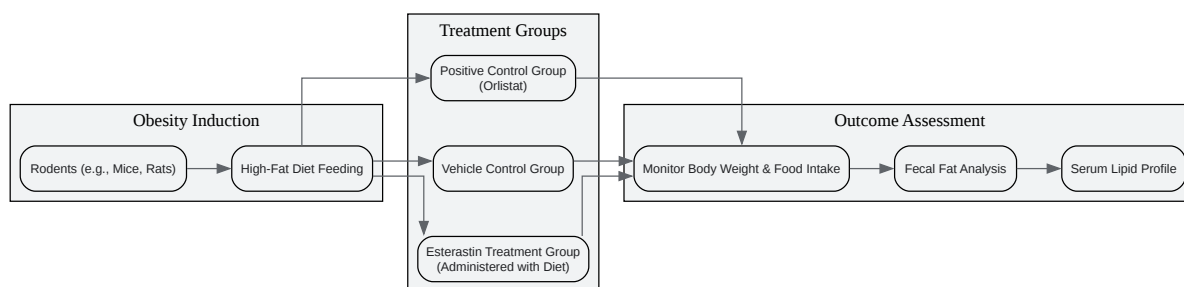 Obesity Induction
Rodents (e.g., Mice, Rats)
High-Fat Diet Feeding
Treatment Groups
Positive Control Group
(Orlistat)
Vehicle Control Group
Esterastin Treatment Group
(Administered with Diet)
Outcome Assessment
Monitor Body Weight & Food Intake
Fecal Fat Analysis
Serum Lipid Profile